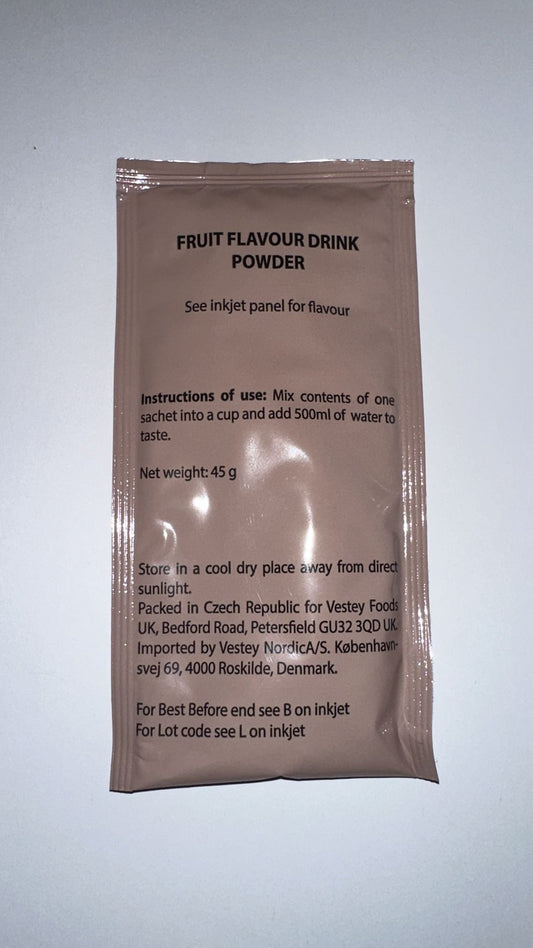 FRUIT FLAVOUR DRINK
POWDER
See inkjet panel for flavour
Instructions of use: Mix contents of one
sachet into a cup and add 500ml of water to
taste.
Net weight: 45 g
Store in a cool dry place away from direct
sunlight.
Packed in Czech Republic for Vestey Foods
UK, Bedford Road, Petersfield GU32 3QD UK.
Imported by Vestey NordicA/S. København-
svej 69, 4000 Roskilde, Denmark.
For Best Before end see B on inkjet
For Lot code see L on inkjet